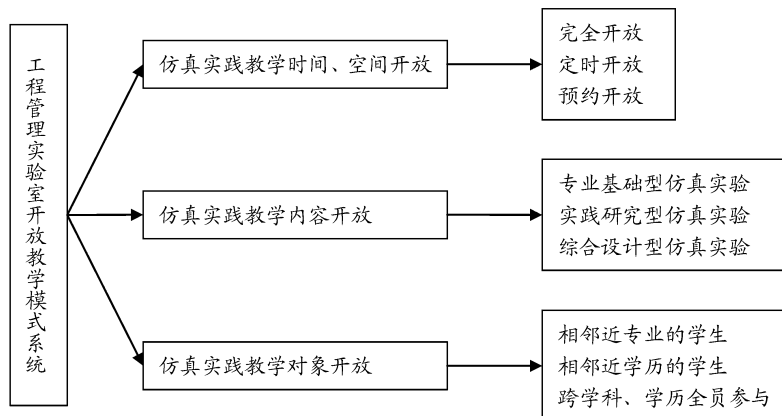 工程管理实验室开放教学模式系统
仿真实践教学时间、空间开放
完全开放
定时开放
预约开放
仿真实践教学内容开放
专业基础型仿真实验
实践研究型仿真实验
综合设计型仿真实验
仿真实践教学对象开放
相邻近专业的学生
相邻近学历的学生
跨学科、学历全员参与